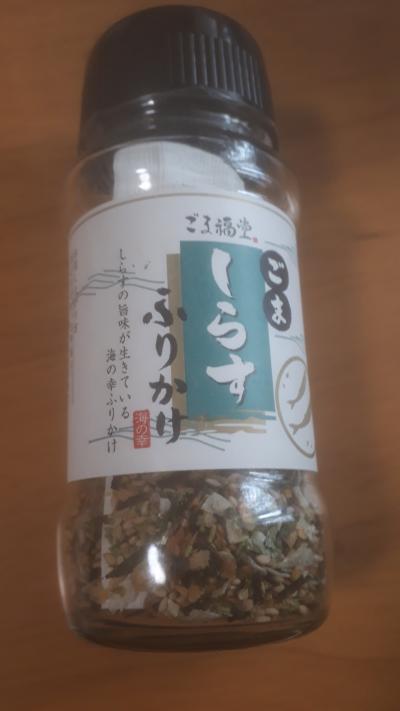 ごま福堂
ごま
しらす
ふりかけ
海の幸
しらすの旨味が生きている
海の幸ふりかけ